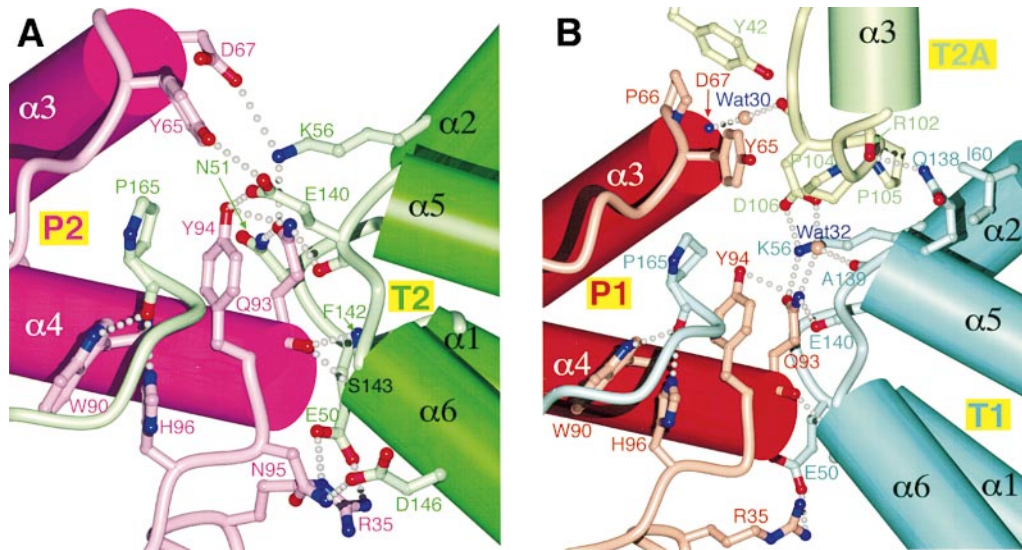 A
D67
α3
Y65
K56
α2
N51
P165
E140
α5
P2
Y94
T2
Q93
F142
α4
α1
S143
W90
E50
α6
H96
N95
D146
R35
B
Y42
α3
T2A
D67
P66
Wat30
Y65
R102
α3
P104
Q138
I60
P105
D106
α2
Wat32
K56
P165
Y94
A139
P1
α5
E140
α4
Q93
T1
W90
H96
E50
α6
α1
R35